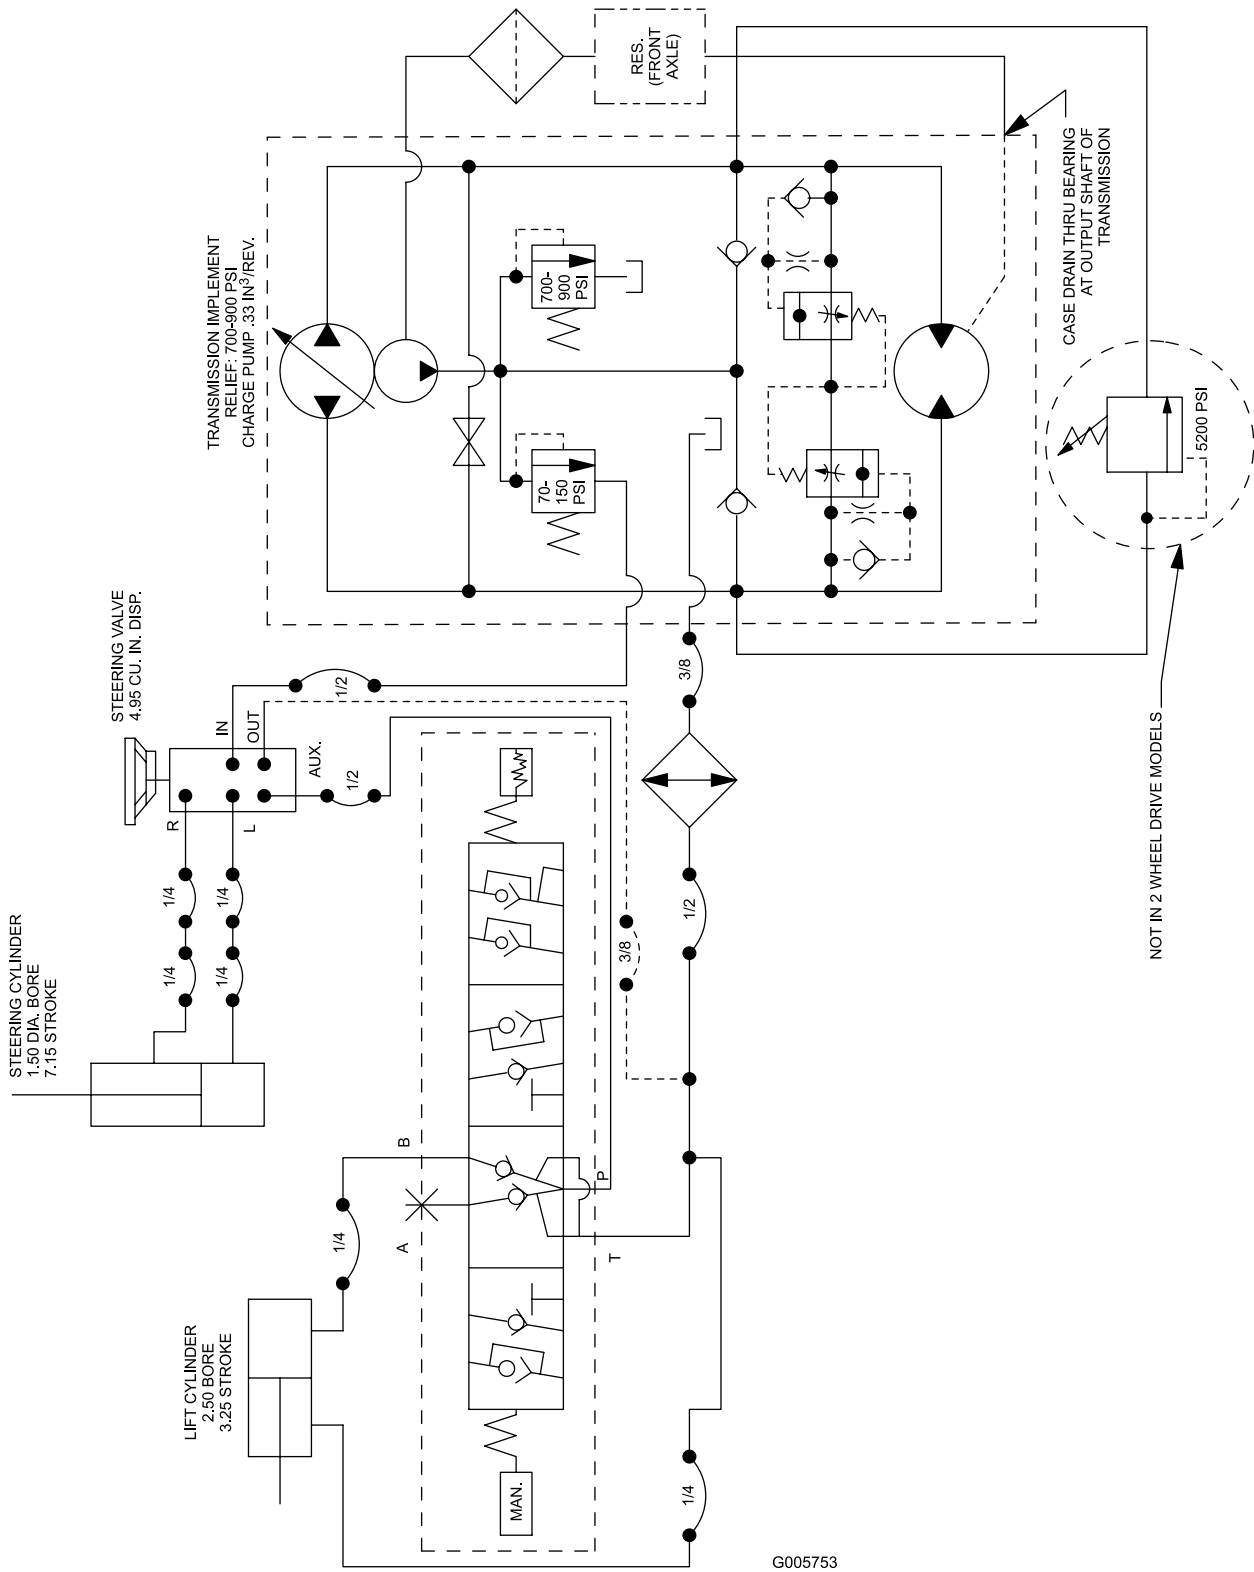 STEERING CYLINDER
1.50 DIA. BORE
7.15 STROKE
STEERING VALVE
4.95 CU. IN. DISP.
TRANSMISSION IMPLEMENT
RELIEF: 700-900 PSI
CHARGE PUMP .33 IN³/REV.
RES.
(FRONT
AXLE)
LIFT CYLINDER
2.50 BORE
3.25 STROKE
1/4
1/4
1/4
1/4
R
L
IN
OUT
AUX.
1/2
1/2
70-
150
PSI
700-
900
PSI
1/4
A
B
MAN.
T
P
3/8
1/4
1/2
3/8
CASE DRAIN THRU BEARING
AT OUTPUT SHAFT OF
TRANSMISSION
5200 PSI
NOT IN 2 WHEEL DRIVE MODELS
G005753